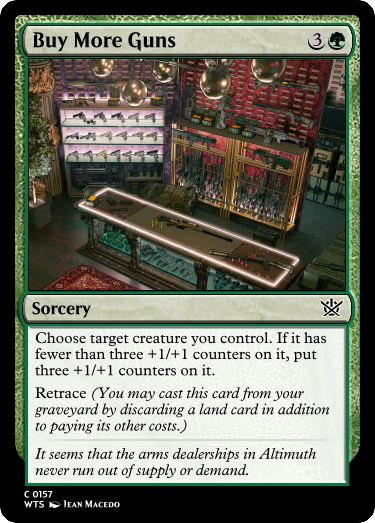 Buy More Guns 3
Sorcery
Choose target creature you control. If it has
fewer than three +1/+1 counters on it, put
three +1/+1 counters on it.
Retrace (You may cast this card from your
graveyard by discarding a land card in addition
to paying its other costs.)
It seems that the arms dealerships in Altimuth
never run out of supply or demand.
C 0157
WTS Jean Macedo